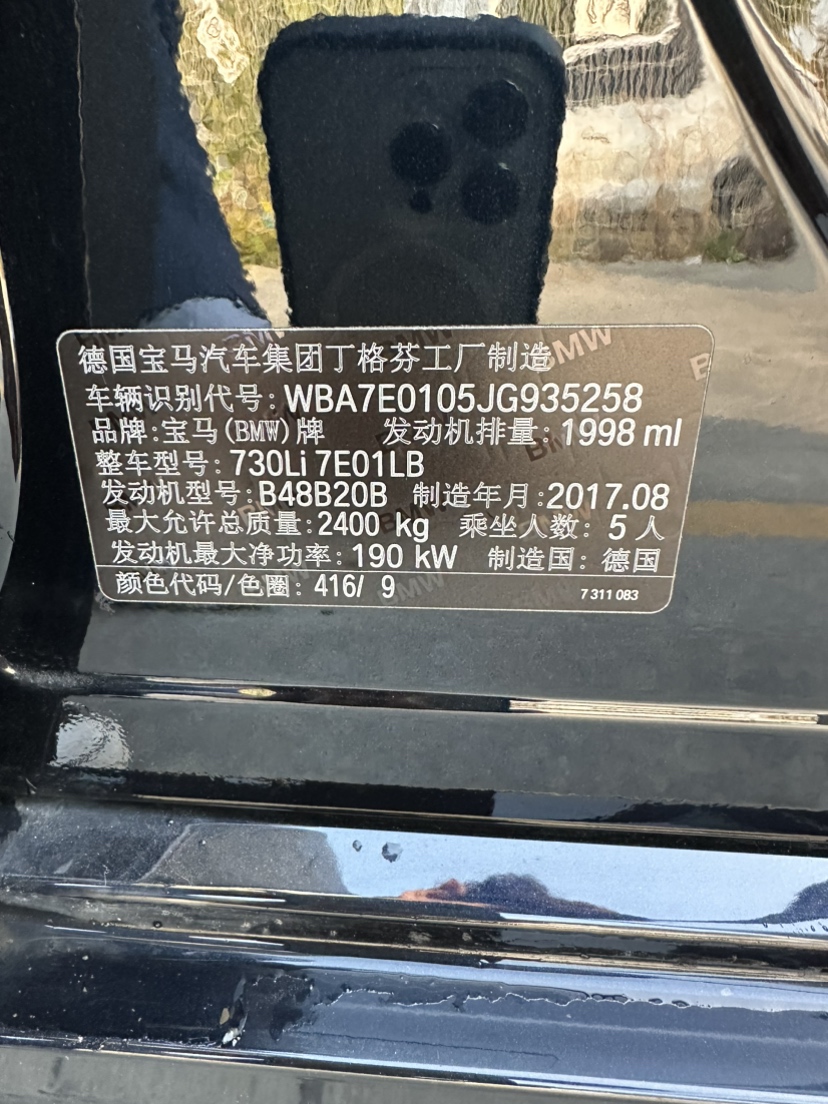 德国宝马汽车集团丁格芬工厂制造
车辆识别代号: WBA7E0105JG935258
品牌:宝马(BMW)牌 发动机排量: 1998 ml
整车型号: 730Li 7E01LB
发动机型号: B48B20B 制造年月: 2017.08
最大允许总质量: 2400 kg 乘坐人数: 5 人
发动机最大净功率: 190 kW 制造国: 德国
颜色代码/色圈: 416/ 9 7 311 083